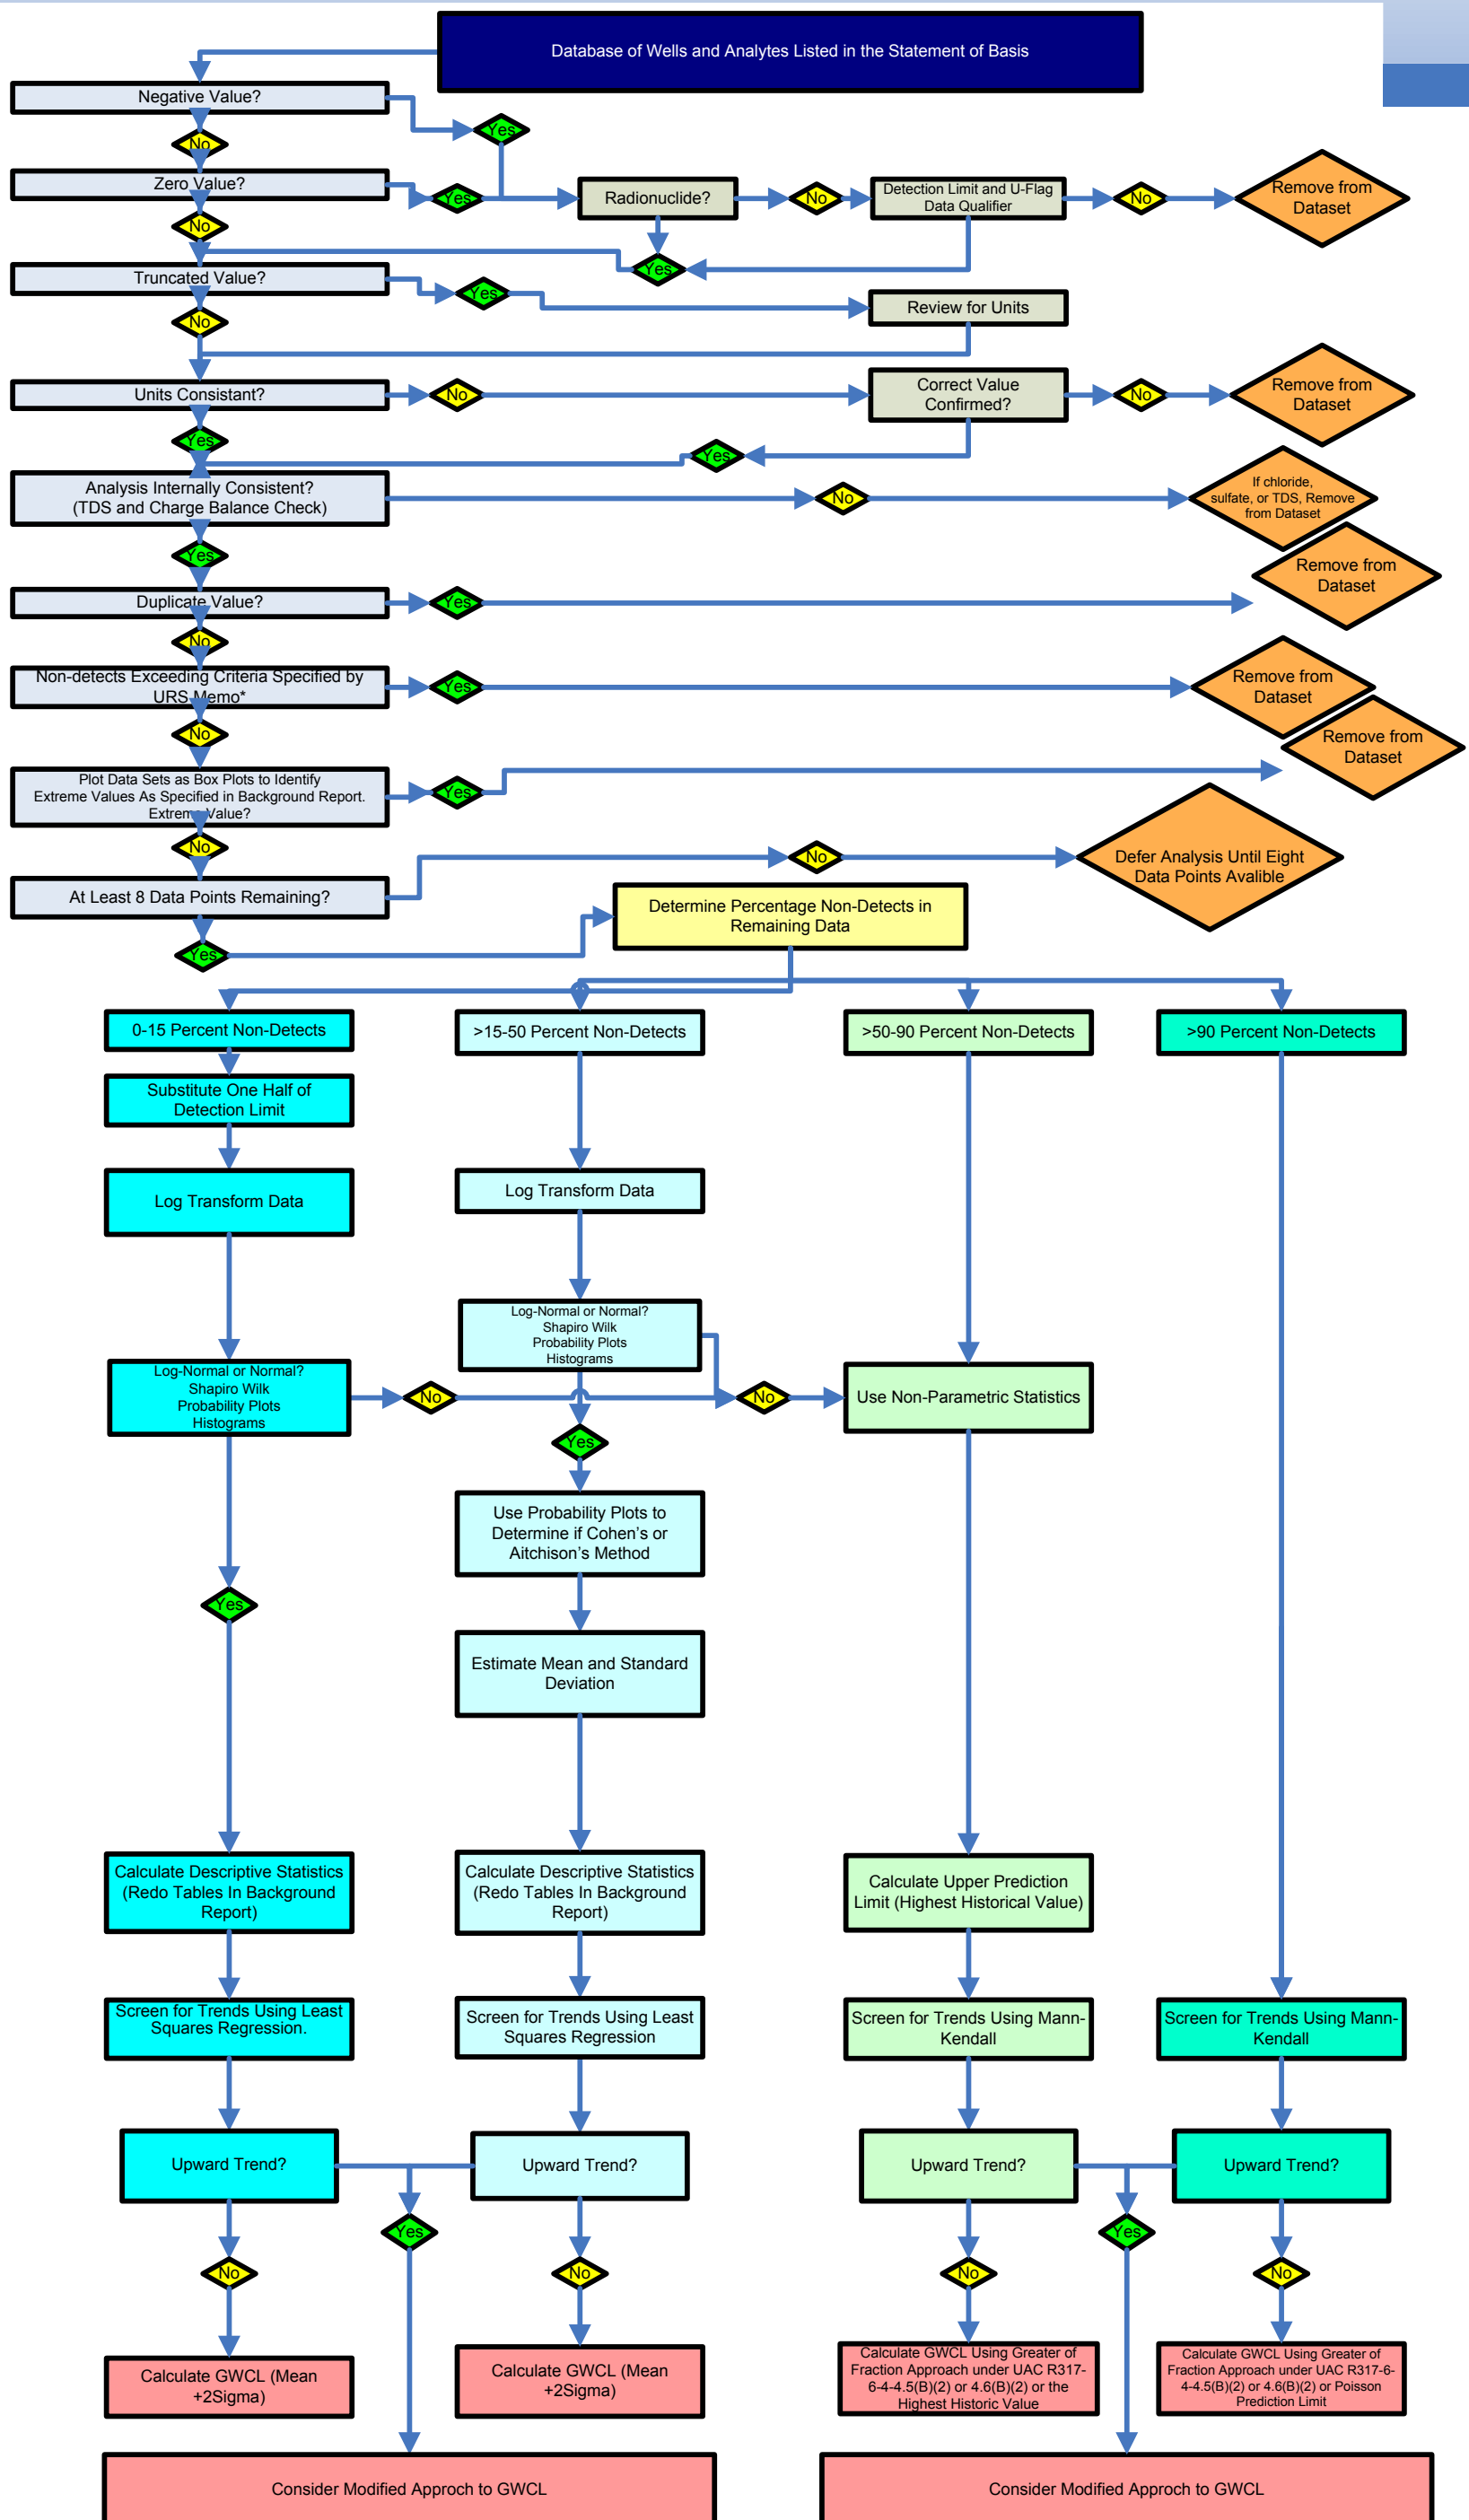 Database of Wells and Analytes Listed in the Statement of Basis
Negative Value?
Yes
No
Zero Value?
Yes
Radionuclide?
No
Detection Limit and U-Flag
Data Qualifier
No
Remove from
Dataset
No
Yes
Truncated Value?
Yes
Review for Units
No
Units Consistant?
No
Correct Value
Confirmed?
No
Remove from
Dataset
Yes
Yes
Analysis Internally Consistent?
(TDS and Charge Balance Check)
No
If chloride,
sulfate, or TDS, Remove
from Dataset
Yes
Remove from
Dataset
Duplicate Value?
Yes
No
Non-detects Exceeding Criteria Specified by
URS Memo*
Yes
Remove from
Dataset
No
Remove from
Dataset
Plot Data Sets as Box Plots to Identify
Extreme Values As Specified in Background Report.
Extreme Value?
Yes
No
No
Defer Analysis Until Eight
Data Points Avalible
At Least 8 Data Points Remaining?
Yes
Determine Percentage Non-Detects in
Remaining Data
0-15 Percent Non-Detects
>15-50 Percent Non-Detects
>50-90 Percent Non-Detects
>90 Percent Non-Detects
Substitute One Half of
Detection Limit
Log Transform Data
Log Transform Data
Log-Normal or Normal?
Shapiro Wilk
Probability Plots
Histograms
Log-Normal or Normal?
Shapiro Wilk
Probability Plots
Histograms
No
No
Use Non-Parametric Statistics
Yes
Use Probability Plots to
Determine if Cohen's or
Aitchison's Method
Yes
Estimate Mean and Standard
Deviation
Calculate Descriptive Statistics
(Redo Tables In Background
Report)
Calculate Descriptive Statistics
(Redo Tables In Background
Report)
Calculate Upper Prediction
Limit (Highest Historical Value)
Screen for Trends Using Least
Squares Regression.
Screen for Trends Using Least
Squares Regression
Screen for Trends Using Mann-
Kendall
Screen for Trends Using Mann-
Kendall
Upward Trend?
Upward Trend?
Upward Trend?
Upward Trend?
Yes
Yes
No
No
No
No
Calculate GWCL (Mean
+2Sigma)
Calculate GWCL (Mean
+2Sigma)
Calculate GWCL Using Greater of
Fraction Approach under UAC R317-
6-4-4.5(B)(2) or 4.6(B)(2) or the
Highest Historic Value
Calculate GWCL Using Greater of
Fraction Approach under UAC R317-6-
4-4.5(B)(2) or 4.6(B)(2) or Poisson
Prediction Limit
Consider Modified Approch to GWCL
Consider Modified Approch to GWCL